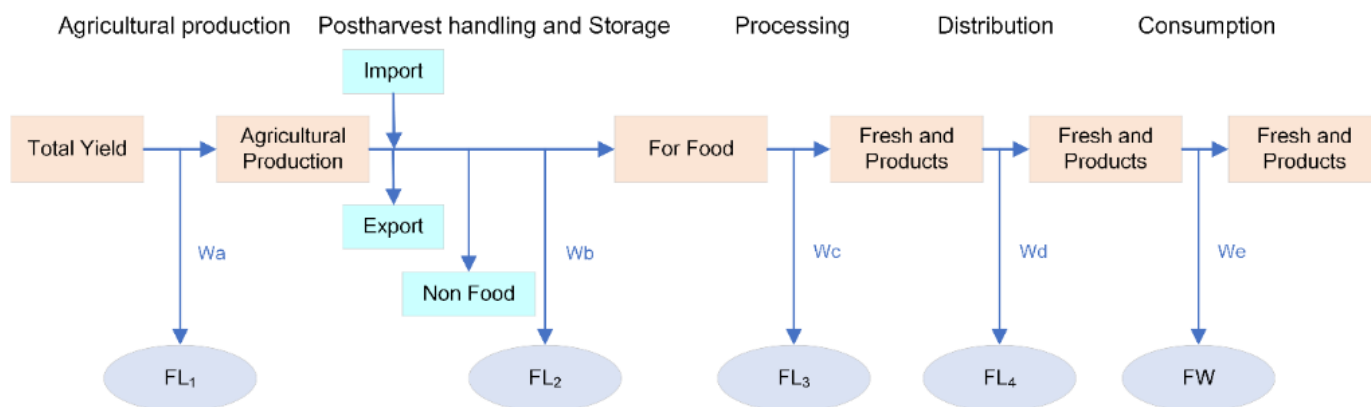 Agricultural production
Postharvest handling and Storage
Processing
Distribution
Consumption
Import
Total Yield
Agricultural
Production
For Food
Fresh and
Products
Fresh and
Products
Fresh and
Products
Export
Non Food
Wa
Wb
Wc
Wd
We
FL₁
FL₂
FL₃
FL₄
FW